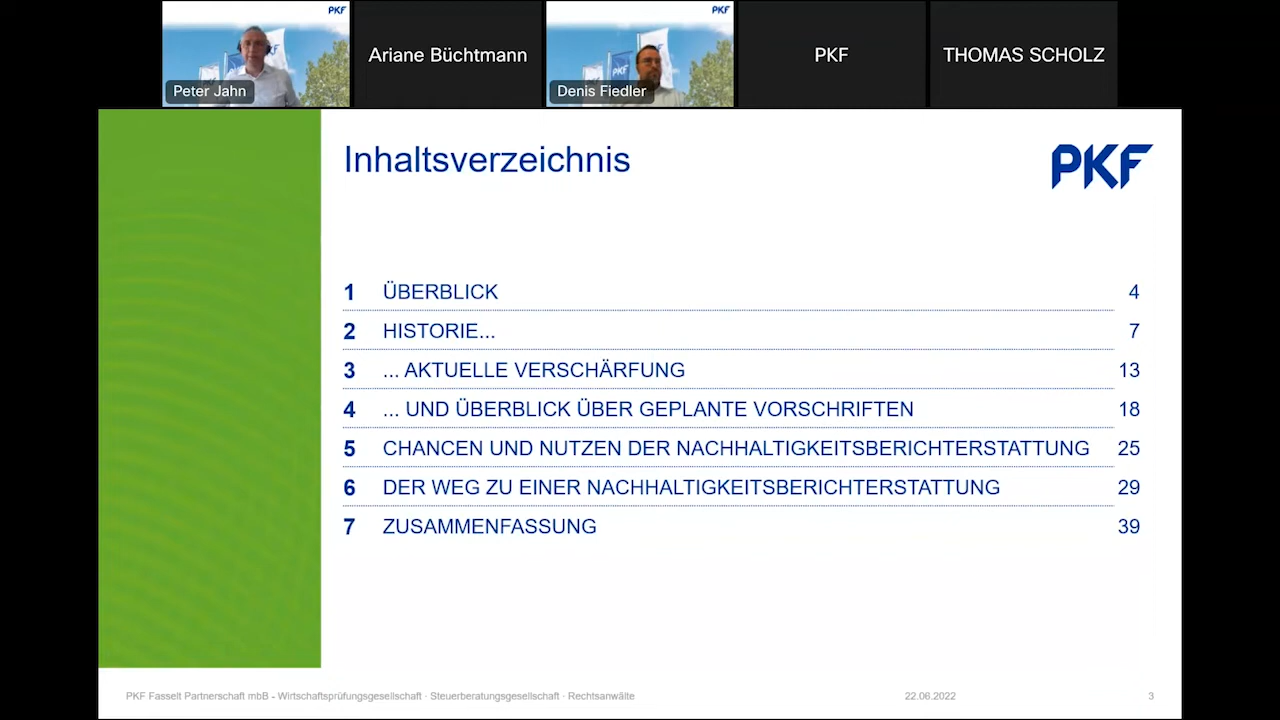 PKF
PKF
PKF
Peter Jahn
Ariane Büchtmann
Denis Fiedler
PKF
THOMAS SCHOLZ
Inhaltsverzeichnis
PKF
1 ÜBERBLICK 4
2 HISTORIE... 7
3 ... AKTUELLE VERSCHÄRFUNG 13
4 ... UND ÜBERBLICK ÜBER GEPLANTE VORSCHRIFTEN 18
5 CHANCEN UND NUTZEN DER NACHHALTIGKEITSBERICHTERSTATTUNG 25
6 DER WEG ZU EINER NACHHALTIGKEITSBERICHTERSTATTUNG 29
7 ZUSAMMENFASSUNG 39
PKF Fasselt Partnerschaft mbB - Wirtschaftsprüfungsgesellschaft · Steuerberatungsgesellschaft · Rechtsanwälte 22.06.2022 3